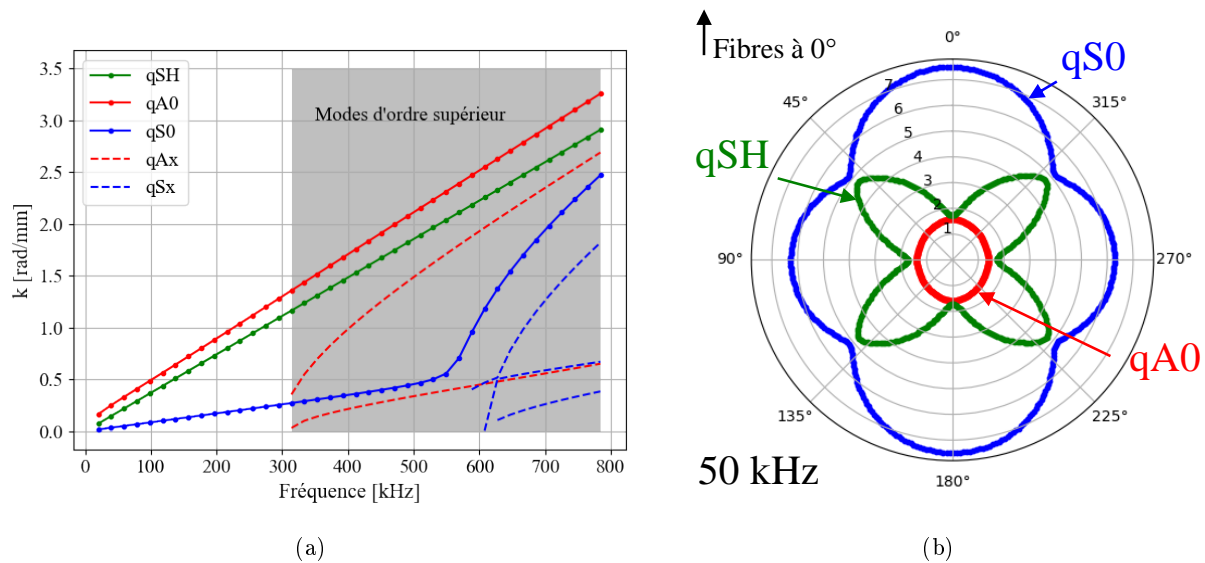 3.5
3.0
2.5
2.0
1.5
1.0
0.5
0.0
k [rad/mm]
qSH
qA0
qS0
qAx
qSx
Modes d'ordre supérieur
0 100 200 300 400 500 600 700 800
Fréquence [kHz]
(a)
Fibres à 0°
0°
45°
315°
90°
270°
135°
225°
180°
7
6
5
4
3
2
1
qS0
qSH
qA0
50 kHz
(b)